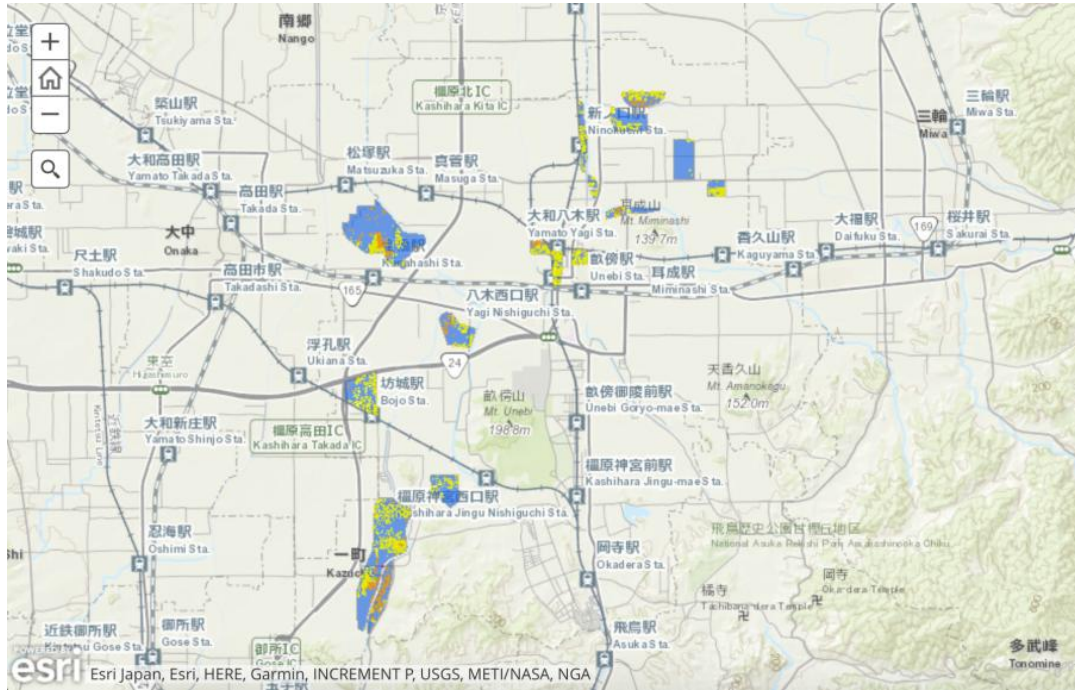 南郷
Nango
橿原北IC
Kashihara Kita IC
築山駅
Tsukiyama Sta.
新ノ口駅
Ninokuchi Sta.
三輪駅
Miwa Sta.
三輪
Miwa
大和高田駅
Yamato Takada Sta.
松塚駅
Matsuzuka Sta.
真菅駅
Masuga Sta.
高田駅
Takada Sta.
大中
Onaka
耳成山
Mt. Miminashi
139.7m
大和八木駅
Yamato Yagi Sta.
大福駅
Daifuku Sta.
169
桜井駅
Sakurai Sta.
尺土駅
Shakudo Sta.
畝傍駅
Unebi Sta.
香久山駅
Kaguyama Sta.
高田市駅
Takadashi Sta.
耳成駅
Miminashi Sta.
165
八木西口駅
Yagi Nishiguchi Sta.
浮孔駅
Ukiana Sta.
24
坊城駅
Bojo Sta.
畝傍山
Mt. Unebi
198.8m
天香久山
152.0m
畝傍御陵前駅
Unebi Goryo-mae Sta.
大和新庄駅
Yamato Shinjo Sta.
橿原高田IC
Kashihara Takada IC
橿原神宮前駅
Kashihara Jingu-mae Sta.
橿原神宮西口駅
Jingu Nishiguchi Sta.
忍海駅
Oshimi Sta.
一町
岡寺駅
Okadera Sta.
岡寺
Okadera Temple
橘寺
Tachibanadera Temple
近鉄御所駅
御所駅
Gose Sta.
御所IC
飛鳥駅
Asuka Sta.
多武峰
Tonomine
POWERED BY
esri
Esri Japan, Esri, HERE, Garmin, INCREMENT P, USGS, METI/NASA, NGA